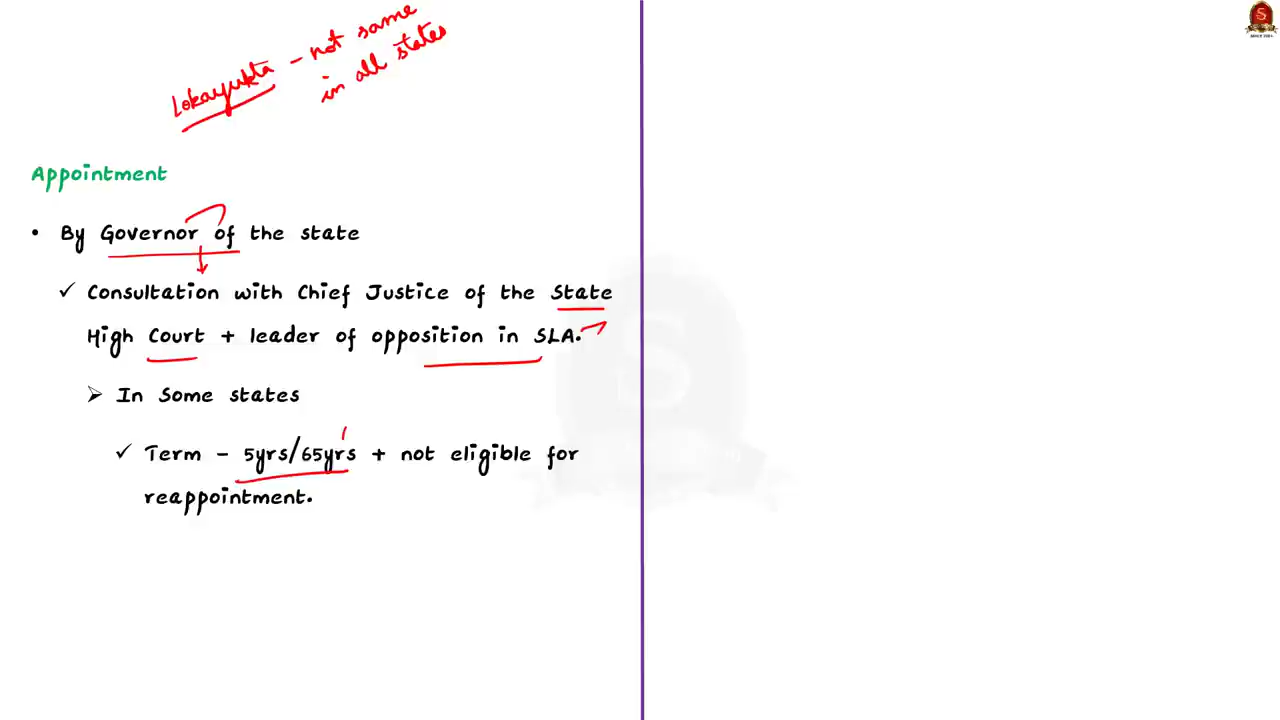 Lokayukta - not same
in all states
Appointment
• By Governor of the state
✓ Consultation with Chief Justice of the State
High Court + leader of opposition in SLA.
➢ In Some states
✓ Term - 5yrs/65yrs + not eligible for
reappointment.